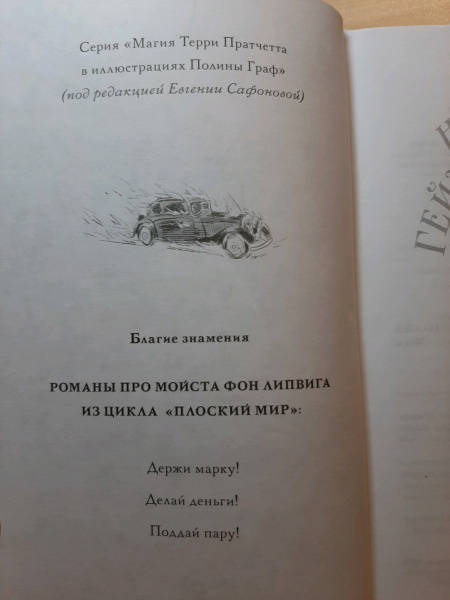 Серия «Магия Терри Пратчетта
в иллюстрациях Полины Граф»
(под редакцией Евгении Сафоновой)
Благие знамения
РОМАНЫ ПРО МОЙСТА ФОН ЛИПВИГА
ИЗ ЦИКЛА «ПЛОСКИЙ МИР»:
Держи марку!
Делай деньги!
Поддай пару!
ГЕЙ
Н